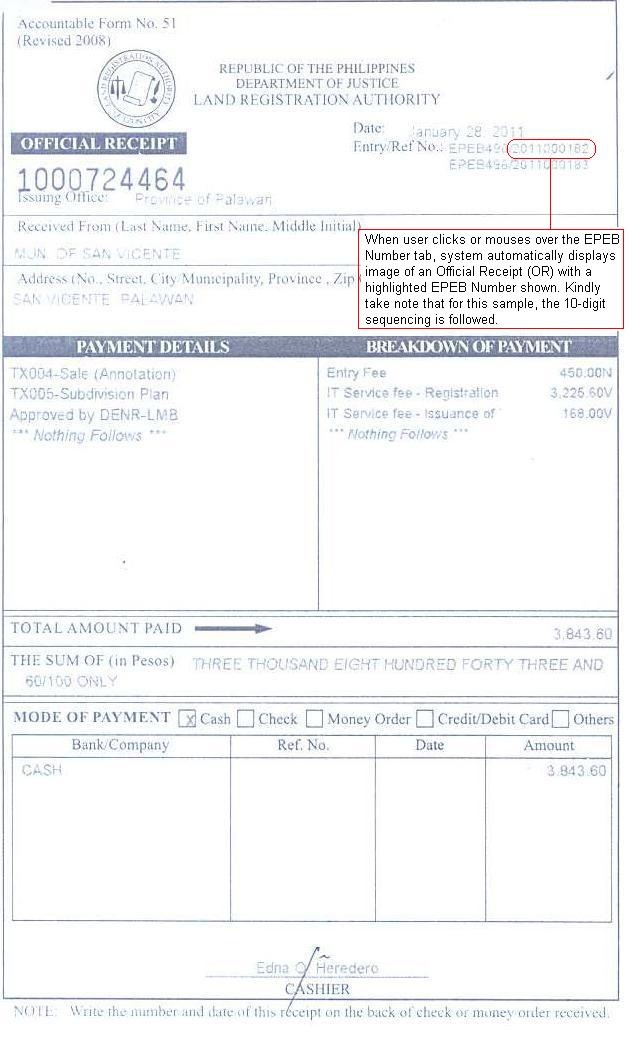 Accountable Form No. 51
(Revised 2008)
LAND REGISTRATION AUTHORITY
REPUBLIC OF THE PHILIPPINES
DEPARTMENT OF JUSTICE
LAND REGISTRATION AUTHORITY
OFFICIAL RECEIPT
1000724464
Date: January 28, 2011
Entry/Ref No.: EPEB496/2011000182
EPEB496/2011000183
Issuing Office: Province of Palawan
Received From (Last Name, First Name, Middle Initial)
MUN. OF SAN VICENTE
When user clicks or mouses over the EPEB
Number tab, system automatically displays
image of an Official Receipt (OR) with a
highlighted EPEB Number shown. Kindly
take note that for this sample, the 10-digit
sequencing is followed.
Address (No., Street, City/Municipality, Province , Zip
SAN VICENTE PALAWAN
PAYMENT DETAILS
TX004-Sale (Annotation)
TX005-Subdivision Plan
Approved by DENR-LMB
*** Nothing Follows ***
BREAKDOWN OF PAYMENT
Entry Fee 450.00N
IT Service fee - Registration 3,225.60V
IT Service fee - Issuance of 168.00V
*** Nothing Follows ***
TOTAL AMOUNT PAID 3,843.60
THE SUM OF (in Pesos) THREE THOUSAND EIGHT HUNDRED FORTY THREE AND
60/100 ONLY
MODE OF PAYMENT x Cash Check Money Order Credit/Debit Card Others
Bank/Company Ref. No. Date Amount
CASH 3,843.60
Edna O. Heredero
CASHIER
NOTE: Write the number and date of this receipt on the back of check or money order received.